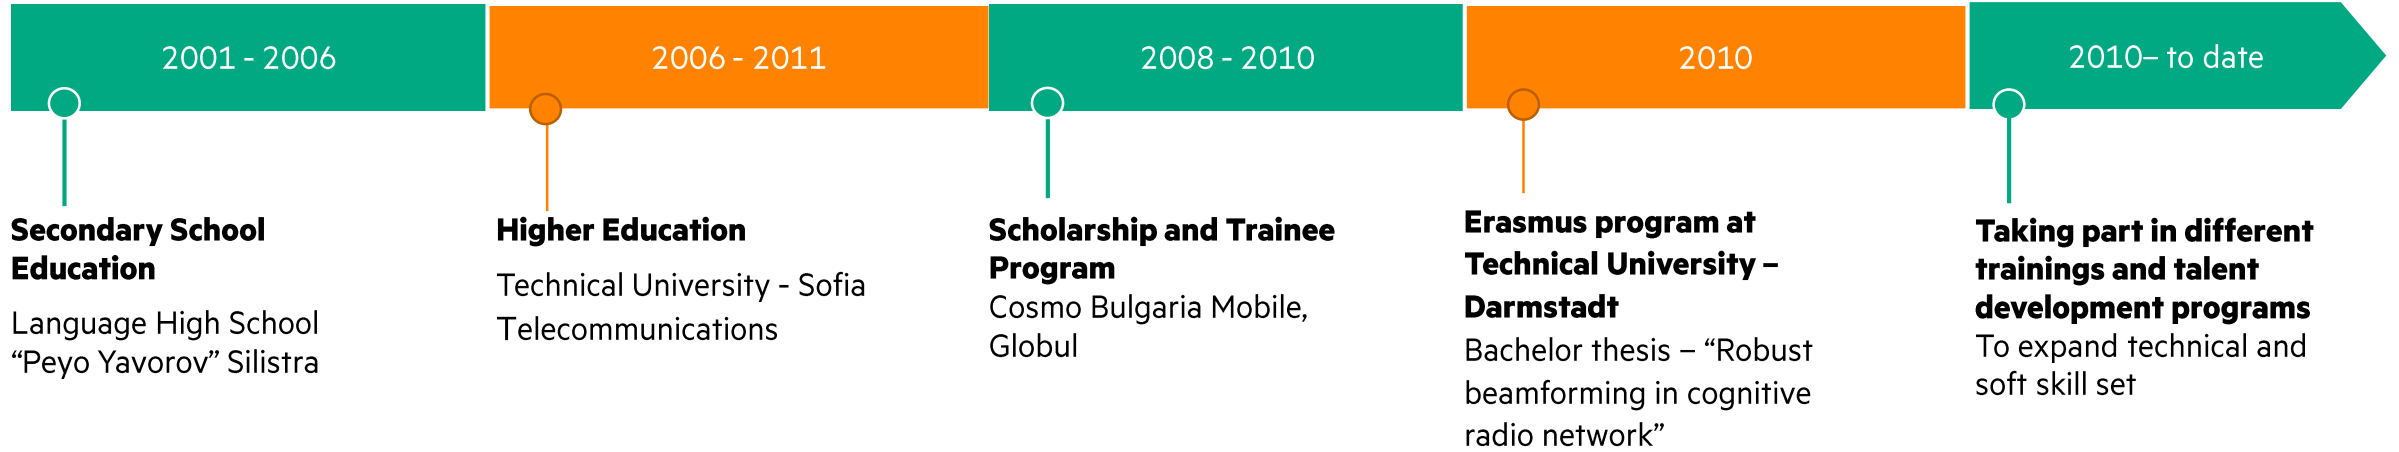 2001 - 2006
2006 - 2011
2008 - 2010
2010
2010– to date
Secondary School
Education
Language High School
“Peyo Yavorov” Silistra
Higher Education
Technical University - Sofia
Telecommunications
Scholarship and Trainee
Program
Cosmo Bulgaria Mobile,
Globul
Erasmus program at
Technical University –
Darmstadt
Bachelor thesis – “Robust
beamforming in cognitive
radio network”
Taking part in different
trainings and talent
development programs
To expand technical and
soft skill set